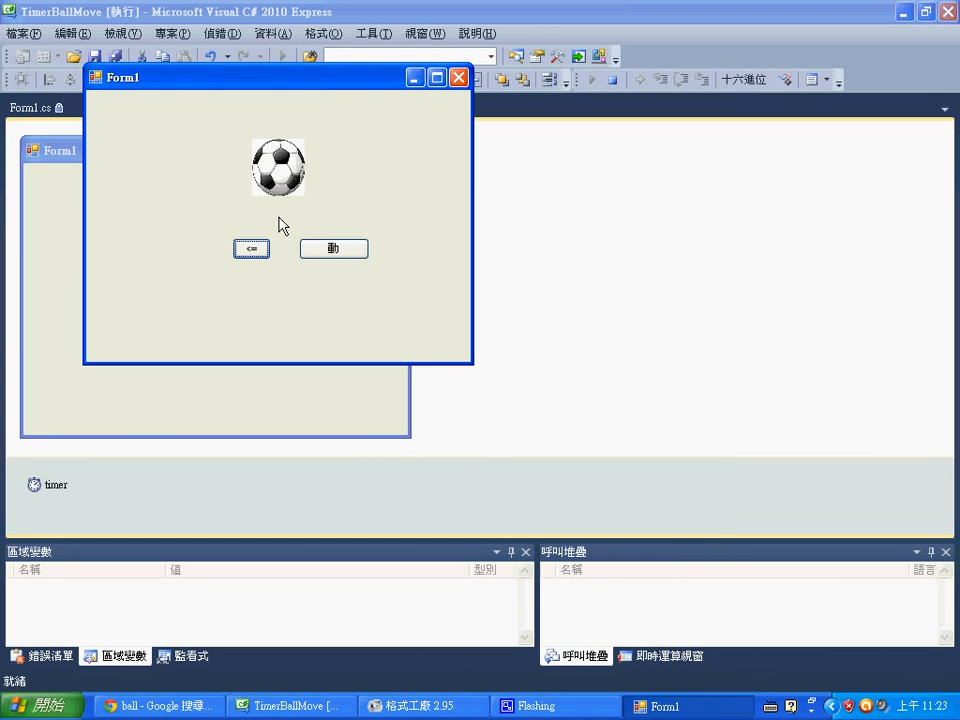 TimerBallMove [執行] - Microsoft Visual C# 2010 Express
檔案(F) 編輯(E) 檢視(V) 專案(P) 偵錯(D) 資料(A) 格式(O) 工具(T) 視窗(W) 說明(H)
十六進位
Form1.cs
Form1
Form1
<=
動
timer
區域變數
名稱 值 型別
呼叫堆疊
名稱 語言
錯誤清單 區域變數 監看式
呼叫堆疊 即時運算視窗
就緒
開始 ball - Google 搜尋... TimerBallMove [... 格式工廠 2.95 Flashing Form1 上午 11:23